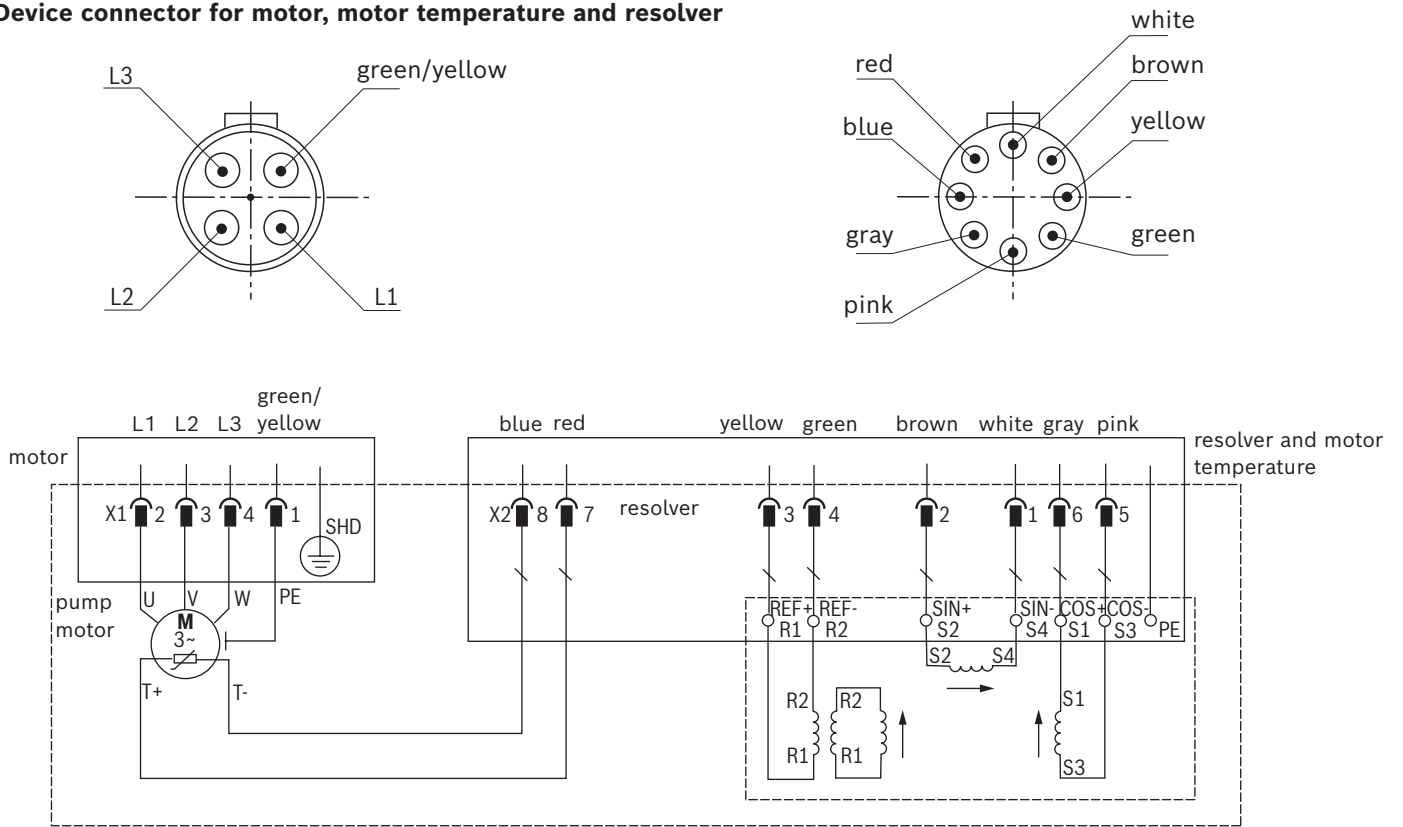 Device connector for motor, motor temperature and resolver
L3
green/yellow
L2
L1
white
red
brown
blue
yellow
gray
green
pink
green/
yellow
L1 L2 L3
blue red
yellow green brown white gray pink
motor
resolver and motor
temperature
X1 2 3 4 1
SHD
X2 8 7
resolver
3 4 2 1 6 5
pump
motor
U V W PE
M
3~
T+ T-
REF+ REF- SIN+ SIN- COS+ COS-
R1 R2 S2 S4 S1 S3 PE
S2 S4
R2 R2 S1
R1 R1 S3